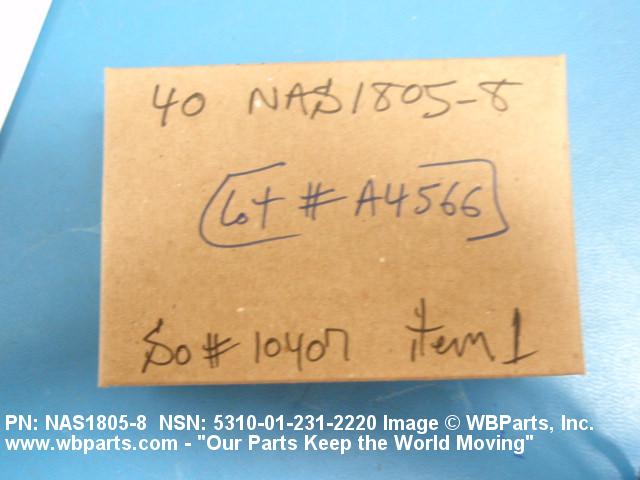 40 NAS1805-8
Lot # A4566
So # 10407 item 1
PN: NAS1805-8 NSN: 5310-01-231-2220 Image © WBParts, Inc.
www.wbparts.com - "Our Parts Keep the World Moving"